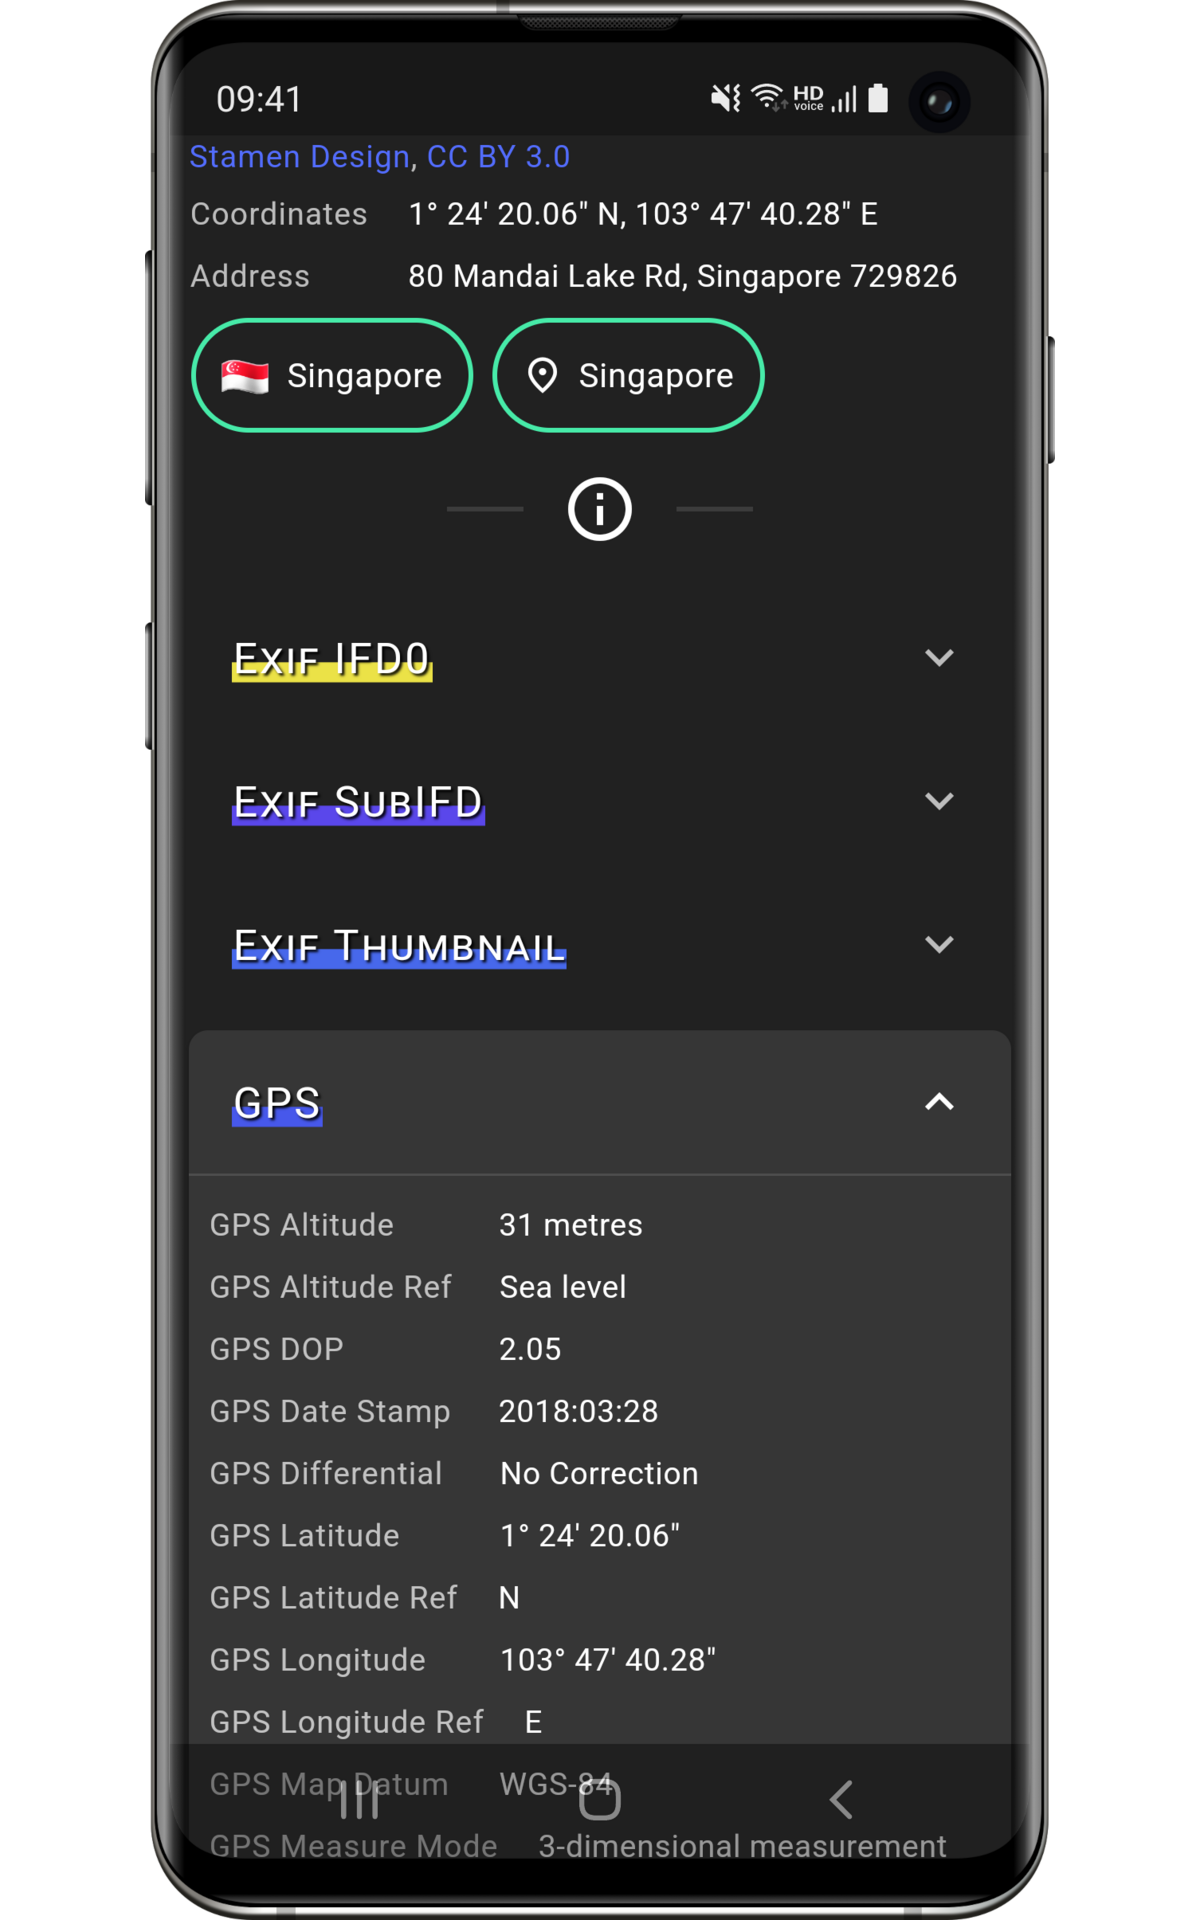 09:41 HD voice
Stamen Design, CC BY 3.0
Coordinates 1° 24' 20.06" N, 103° 47' 40.28" E
Address 80 Mandai Lake Rd, Singapore 729826
Singapore Singapore
Exif IFD0
Exif SubIFD
Exif Thumbnail
GPS
GPS Altitude 31 metres
GPS Altitude Ref Sea level
GPS DOP 2.05
GPS Date Stamp 2018:03:28
GPS Differential No Correction
GPS Latitude 1° 24' 20.06"
GPS Latitude Ref N
GPS Longitude 103° 47' 40.28"
GPS Longitude Ref E
GPS Map Datum WGS-84
GPS Measure Mode 3-dimensional measurement